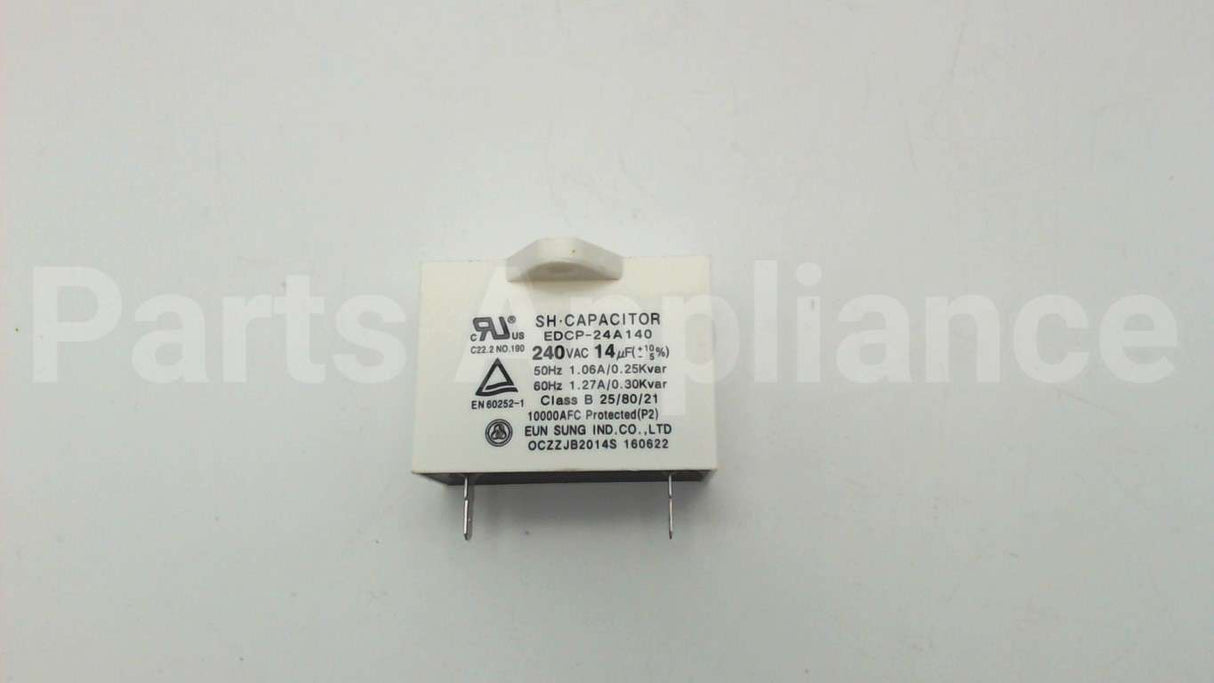 Parts Appliance
SH·CAPACITOR
EDCP-24A140
c RU® US
C22.2 NO.190
240VAC 14μF(±10/5%)
50Hz 1.06A/0.25Kvar
60Hz 1.27A/0.30Kvar
EN 60252-1
Class B 25/80/21
10000AFC Protected(P2)
EUN SUNG IND.CO.,LTD
OCZZJB2014S 160622